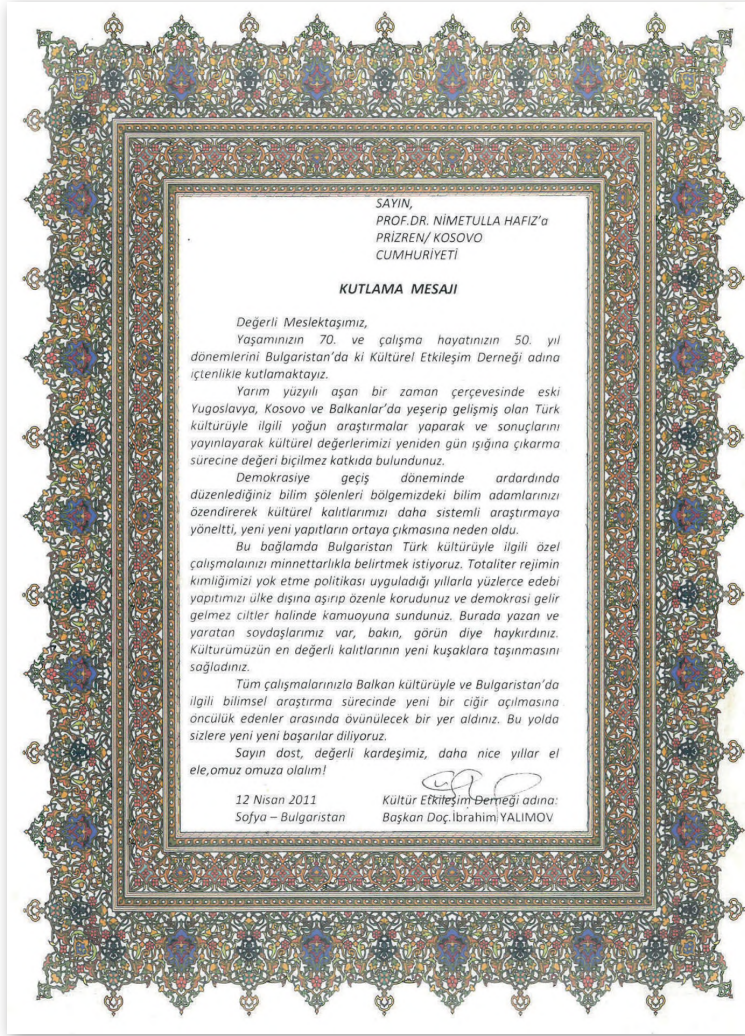 SAYIN,
PROF.DR. NİMETULLA HAFIZ'a
PRİZREN/ KOSOVO
CUMHURİYETİ
KUTLAMA MESAJI
Değerli Meslektaşımız,
Yaşamınızın 70. ve çalışma hayatınızın 50. yıl
dönemlerini Bulgaristan'da ki Kültürel Etkileşim Derneği adına
içtenlikle kutlamaktayız.
Yarım yüzyılı aşan bir zaman çerçevesinde eski
Yugoslavya, Kosovo ve Balkanlar'da yeşerip gelişmiş olan Türk
kültürüyle ilgili yoğun araştırmalar yaparak ve sonuçlarını
yayınlayarak kültürel değerlerimizi yeniden gün ışığına çıkarma
sürecine değeri biçilmez katkıda bulundunuz.
Demokrasiye geçiş döneminde ardardında
düzenlediğiniz bilim şölenleri bölgemizdeki bilim adamlarınızı
özendirerek kültürel kalıtlarımızı daha sistemli araştırmaya
yöneltti, yeni yeni yapıtların ortaya çıkmasına neden oldu.
Bu bağlamda Bulgaristan Türk kültürüyle ilgili özel
çalışmalaınızı minnettarlıkla belirtmek istiyoruz. Totaliter rejimin
kimliğimizi yok etme politikası uyguladığı yıllarla yüzlerce edebi
yapıtımızı ülke dışına aşırıp özenle korudunuz ve demokrasi gelir
gelmez ciltler halinde kamuoyuna sundunuz. Burada yazan ve
yaratan soydaşlarımız var, bakın, görün diye haykırdınız.
Kültürümüzün en değerli kalıtlarının yeni kuşaklara taşınmasını
sağladınız.
Tüm çalışmalarınızla Balkan kültürüyle ve Bulgaristan'da
ilgili bilimsel araştırma sürecinde yeni bir ciğir açılmasına
öncülük edenler arasında övünülecek bir yer aldınız. Bu yolda
sizlere yeni yeni başarılar diliyoruz.
Sayın dost, değerli kardeşimiz, daha nice yıllar el
ele,omuz omuza olalım!
12 Nisan 2011 Kültür Etkileşim Derneği adına:
Sofya – Bulgaristan Başkan Doç.İbrahim YALIMOV